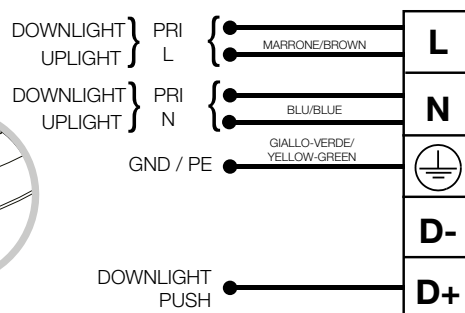 DOWNLIGHT } PRI {
UPLIGHT } L {
MARRONE/BROWN
L
DOWNLIGHT } PRI {
UPLIGHT } N {
BLU/BLUE
N
GND / PE
GIALLO-VERDE/
YELLOW-GREEN
D-
DOWNLIGHT
PUSH
D+